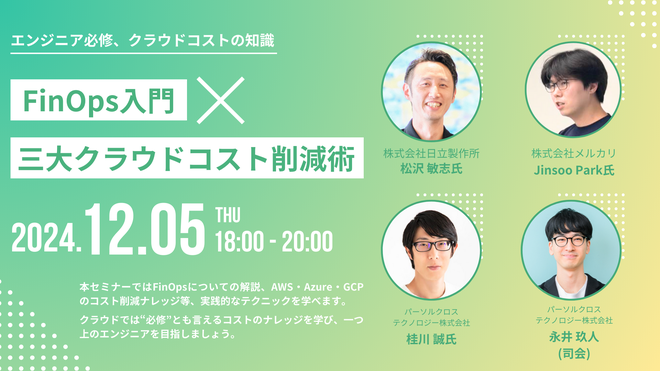 エンジニア必修、クラウドコストの知識
FinOps入門
三大クラウドコスト削減術
2024.12.05 THU
18:00 - 20:00
本セミナーではFinOpsについての解説、AWS・Azure・GCP
のコスト削減ナレッジ等、実践的なテクニックを学べます。
クラウドでは“必修”とも言えるコストのナレッジを学び、一つ
上のエンジニアを目指しましょう。
株式会社日立製作所
松沢 敏志氏
株式会社メルカリ
Jinsoo Park氏
パーソルクロス
テクノロジー株式会社
桂川 誠氏
パーソルクロス
テクノロジー株式会社
永井 玖人
(司会)